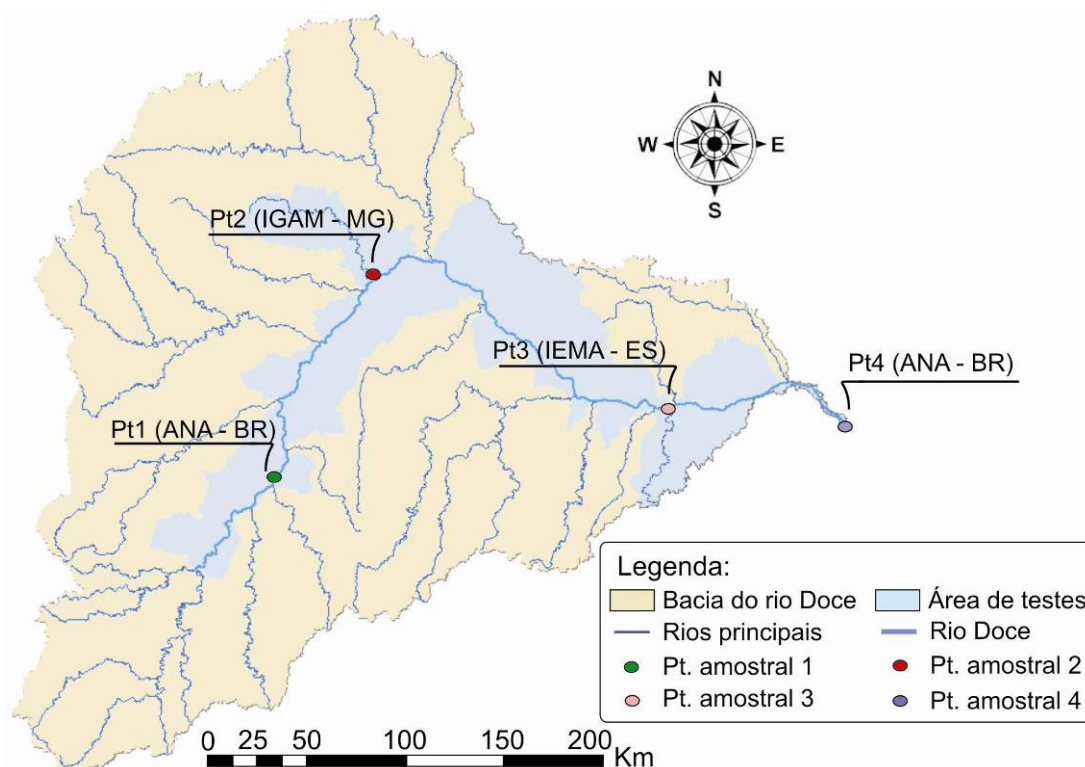 N
W E
S
Pt2 (IGAM - MG)
Pt3 (IEMA - ES)
Pt4 (ANA - BR)
Pt1 (ANA - BR)
Legenda:
Bacia do rio Doce Área de testes
Rios principais Rio Doce
Pt. amostral 1 Pt. amostral 2
Pt. amostral 3 Pt. amostral 4
0 25 50 100 150 200
Km